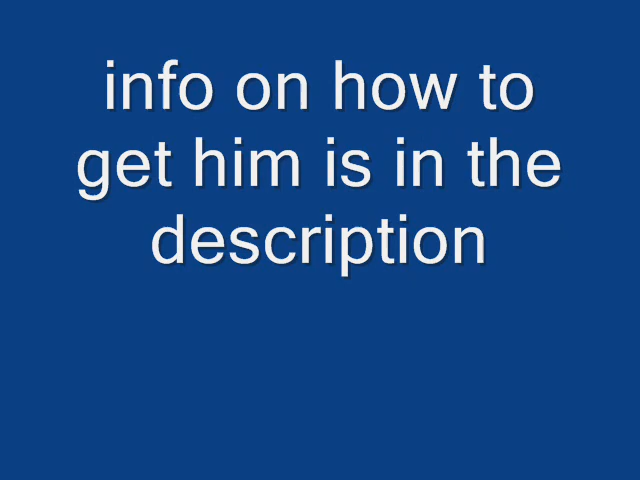 info on how to
get him is in the
description